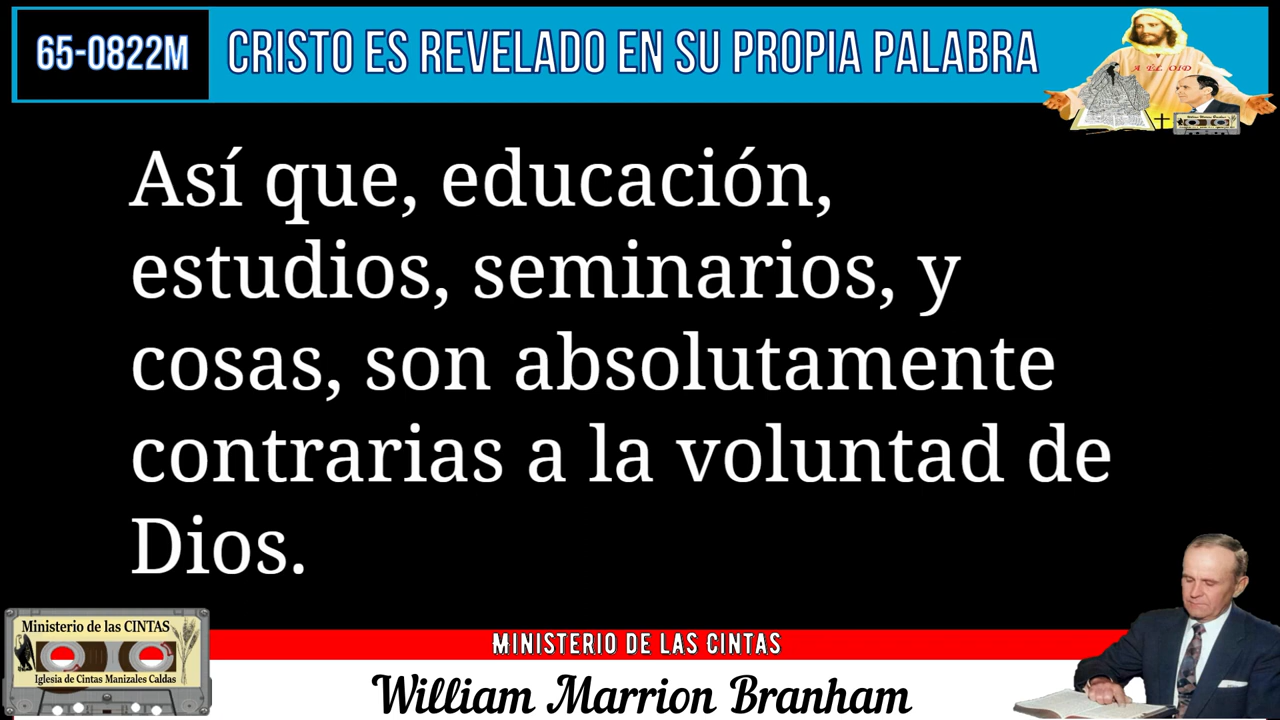 65-0822M
CRISTO ES REVELADO EN SU PROPIA PALABRA
A ÉL OID
Así que, educación,
estudios, seminarios, y
cosas, son absolutamente
contrarias a la voluntad de
Dios.
Ministerio de las CINTAS
Iglesia de Cintas Manizales Caldas
MINISTERIO DE LAS CINTAS
William Marrion Branham